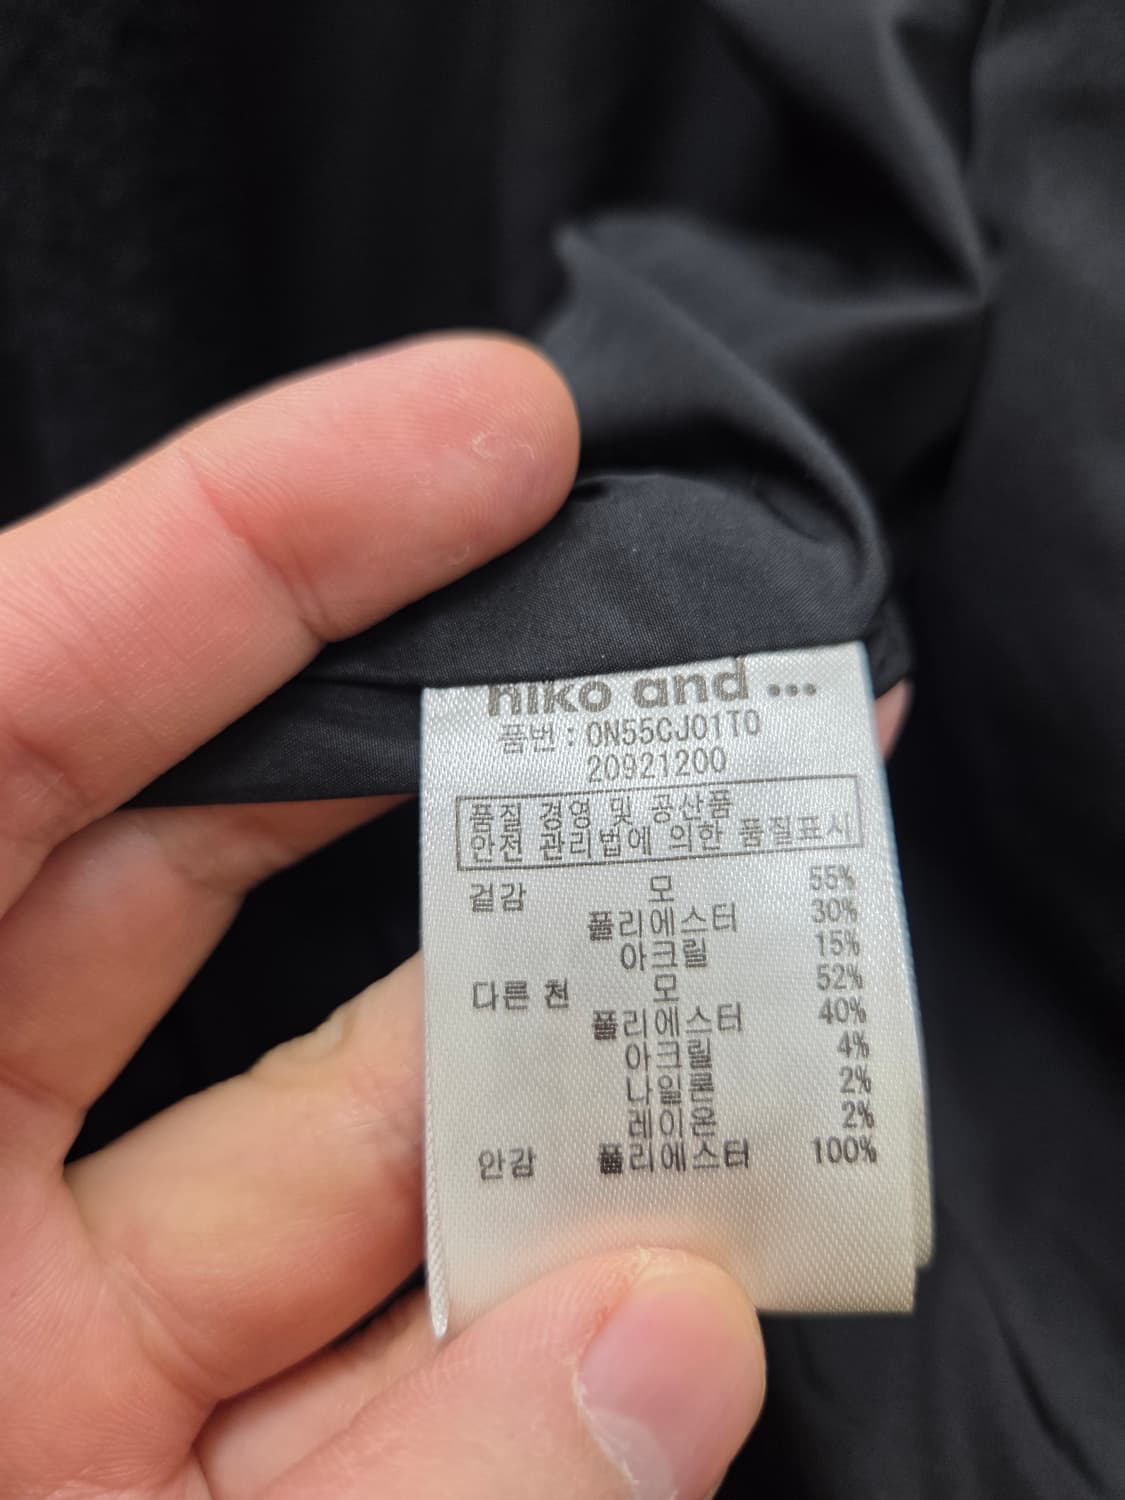 niko and ...
품번 : 0N55CJ01T0
20921200
품질 경영 및 공산품
안전 관리법에 의한 품질표시
겉감 모 55%
폴리에스터 30%
아크릴 15%
다른 천 모 52%
폴리에스터 40%
아크릴 4%
나일론 2%
레이온 2%
안감 폴리에스터 100%